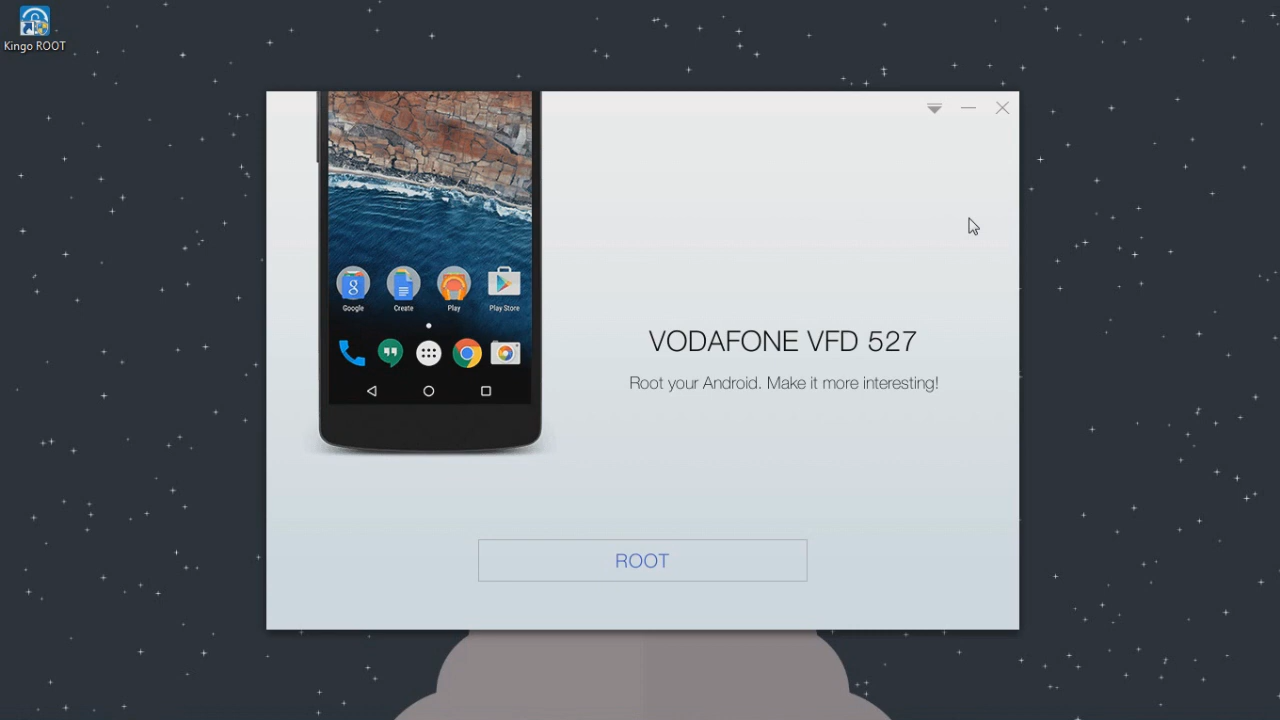 Kingo ROOT
Google
Create
Play
Play Store
VODAFONE VFD 527
Root your Android. Make it more interesting!
ROOT